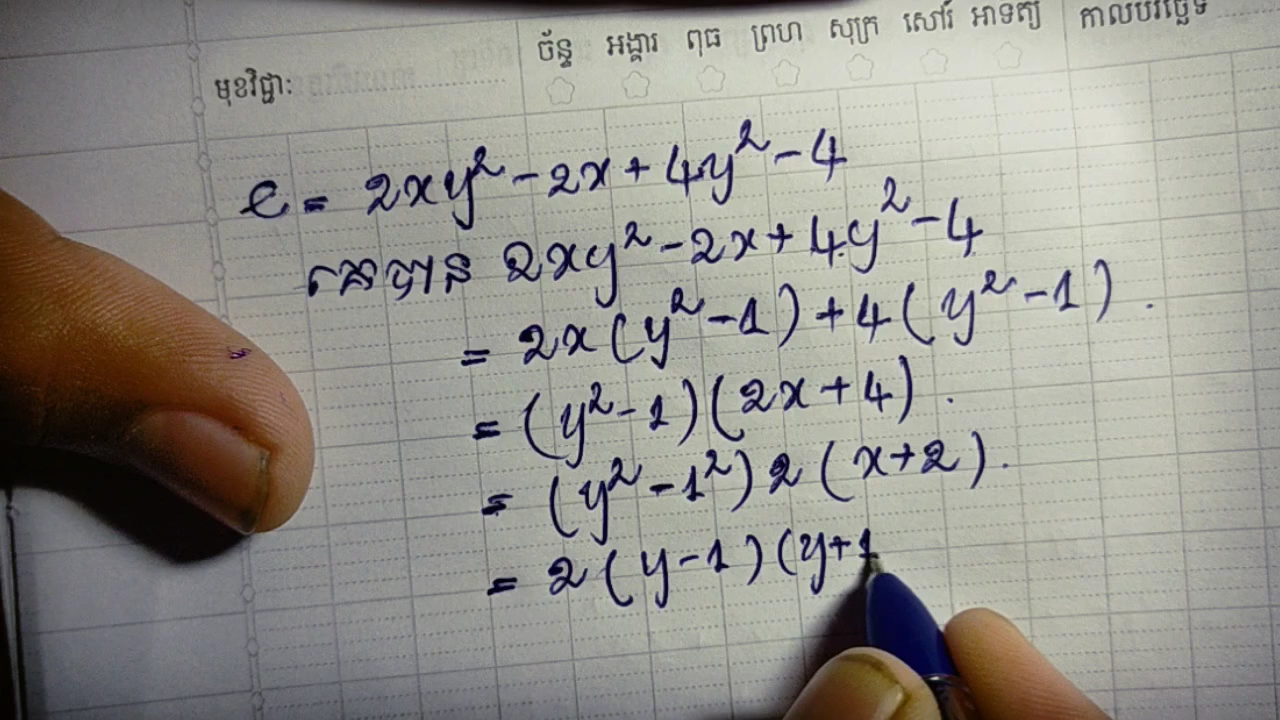 ច័ន្ទ អង្គារ ពុធ ព្រហ សុក្រ សៅរ៍ អាទិត្យ
មុខវិជ្ជា:
e = 2xy² - 2x + 4y² - 4
គេបាន 2xy² - 2x + 4y² - 4
= 2x(y² - 1) + 4(y² - 1).
= (y² - 1)(2x + 4).
= (y² - 1²)2(x+2).
= 2(y-1)(y+1